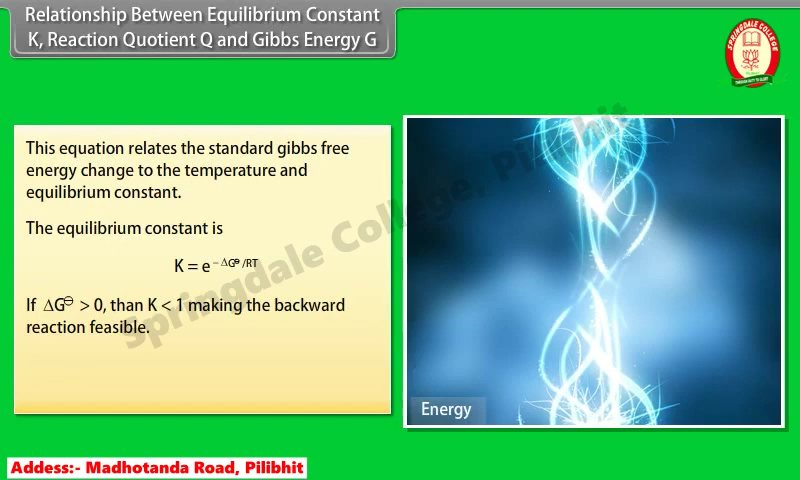 Relationship Between Equilibrium Constant
K, Reaction Quotient Q and Gibbs Energy G
SPRINGDALE COLLEGE
This equation relates the standard gibbs free
energy change to the temperature and
equilibrium constant.
The equilibrium constant is
K = e – ΔG⊖ /RT
If ΔG⊖ > 0, than K < 1 making the backward
reaction feasible.
Springdale College, Pilibhit
Energy
Addess:- Madhotanda Road, Pilibhit